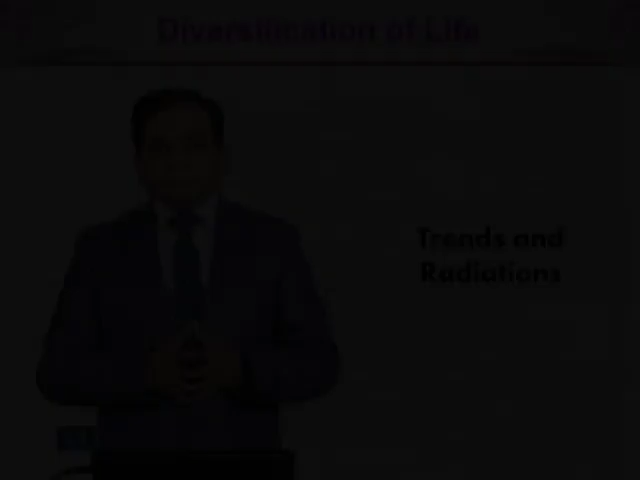 Diversification of Life
Trends and
Radiations